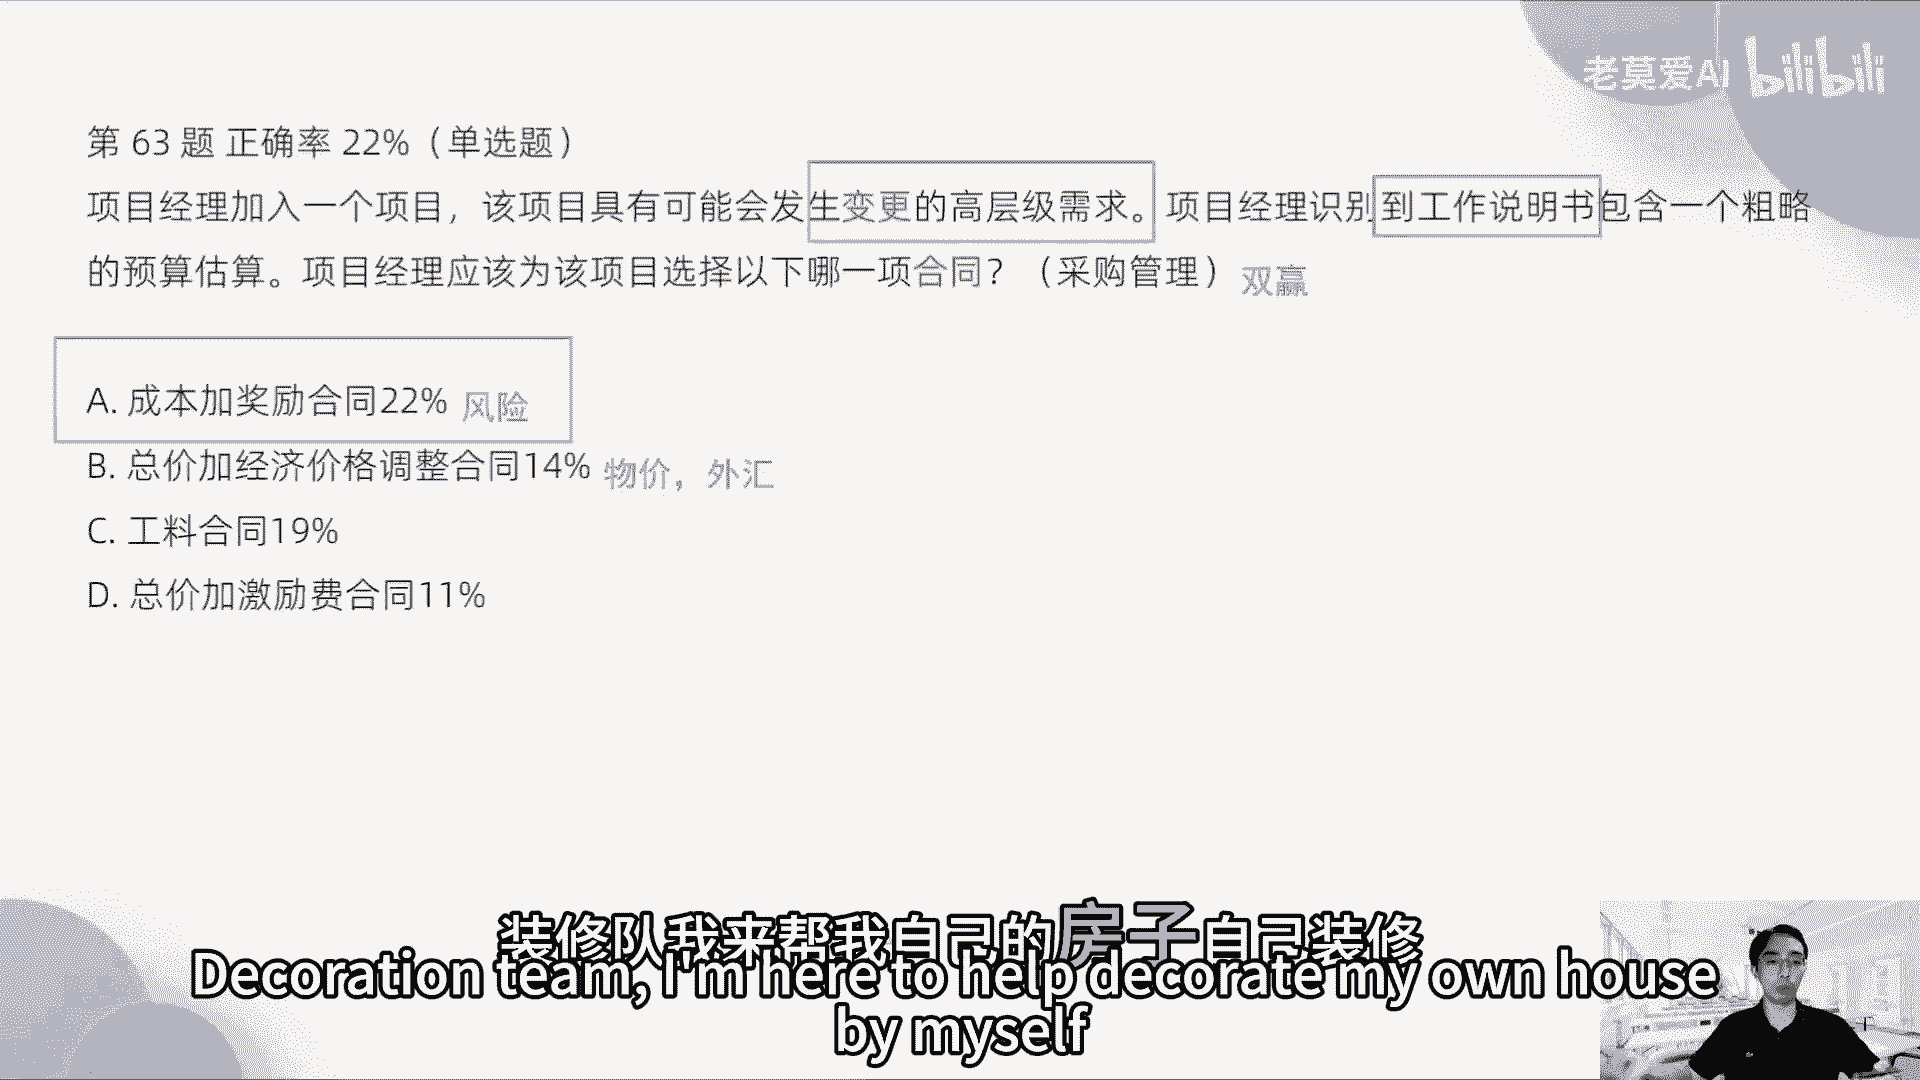 老莫爱AI bilibili
第 63 题 正确率 22%（单选题）
项目经理加入一个项目，该项目具有可能会发生变更的高层级需求。项目经理识别到工作说明书包含一个粗略
的预算估算。项目经理应该为该项目选择以下哪一项合同？（采购管理）双赢
A. 成本加奖励合同22% 风险
B. 总价加经济价格调整合同14% 物价，外汇
C. 工料合同19%
D. 总价加激励费合同11%
装修队我来帮我自己的房子自己装修
Decoration team, I'm here to help decorate my own house
by myself